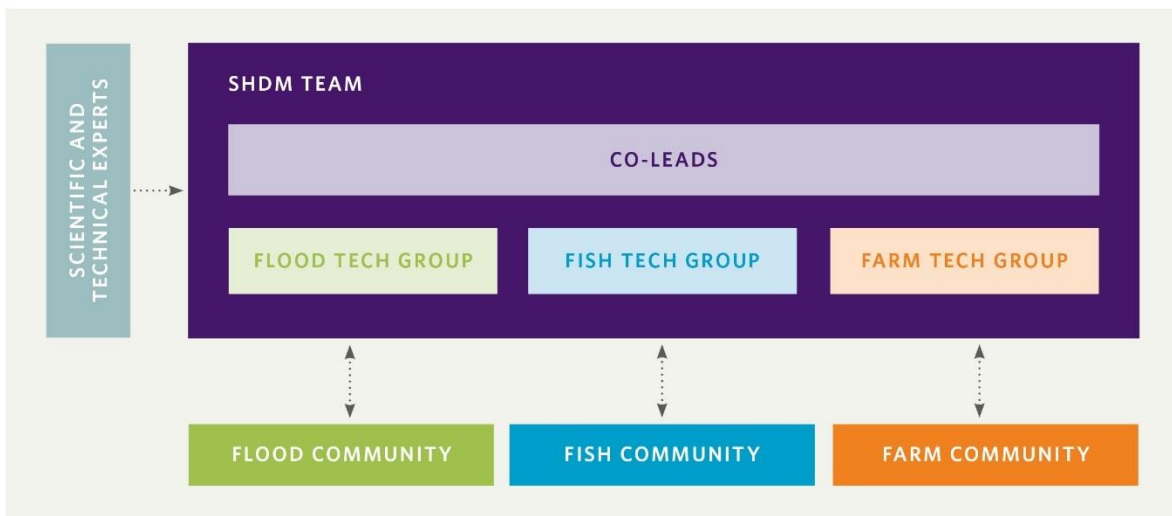 SCIENTIFIC AND
TECHNICAL EXPERTS
SHDM TEAM
CO-LEADS
FLOOD TECH GROUP
FISH TECH GROUP
FARM TECH GROUP
FLOOD COMMUNITY
FISH COMMUNITY
FARM COMMUNITY